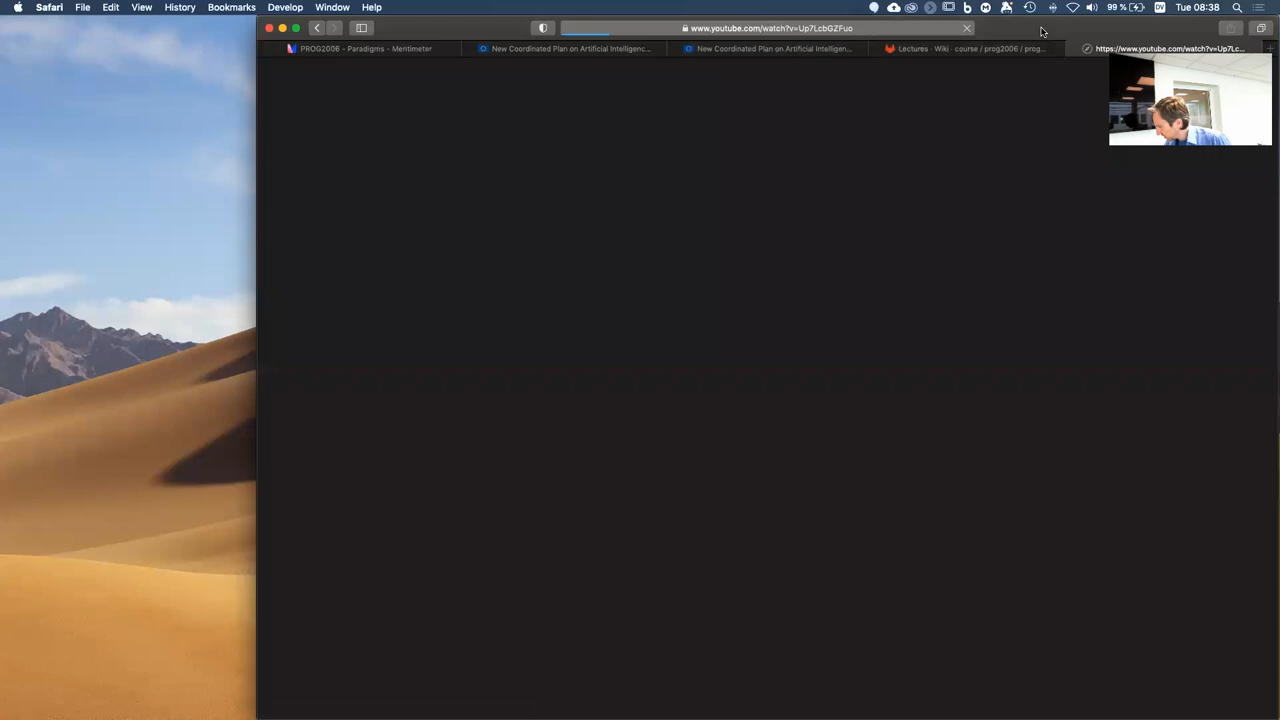 Safari File Edit View History Bookmarks Develop Window Help 99 % DV Tue 08:38
www.youtube.com/watch?v=Up7LcbGZFuo
PROG2006 - Paradigms - Mentimeter New Coordinated Plan on Artificial Intelligenc... New Coordinated Plan on Artificial Intelligen... Lectures · Wiki · course / prog2006 / prog... https://www.youtube.com/watch?v=Up7Lc...